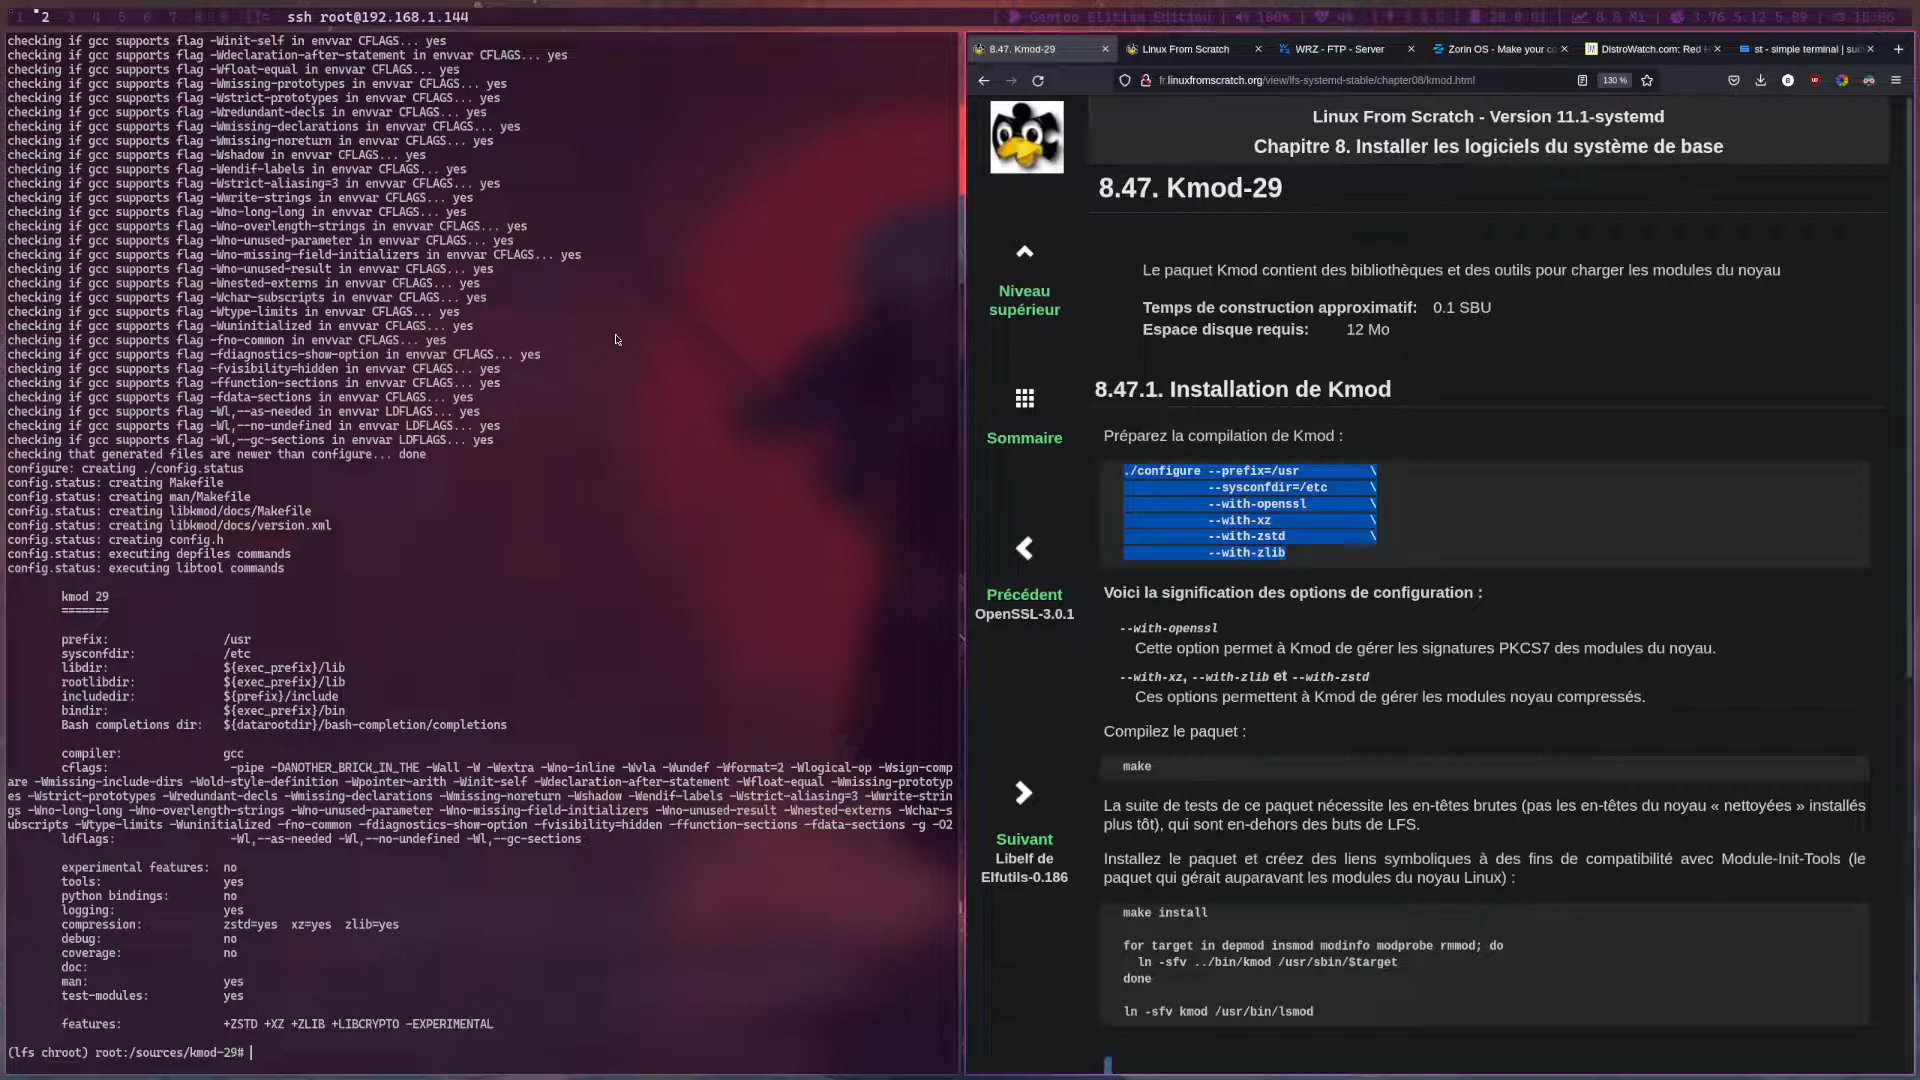 2
ssh root@192.168.1.144
Gentoo Elitism Edition
checking if gcc supports flag -Winit-self in envvar CFLAGS... yes
checking if gcc supports flag -Wdeclaration-after-statement in envvar CFLAGS... yes
checking if gcc supports flag -Wfloat-equal in envvar CFLAGS... yes
checking if gcc supports flag -Wmissing-prototypes in envvar CFLAGS... yes
checking if gcc supports flag -Wstrict-prototypes in envvar CFLAGS... yes
checking if gcc supports flag -Wredundant-decls in envvar CFLAGS... yes
checking if gcc supports flag -Wmissing-declarations in envvar CFLAGS... yes
checking if gcc supports flag -Wmissing-noreturn in envvar CFLAGS... yes
checking if gcc supports flag -Wshadow in envvar CFLAGS... yes
checking if gcc supports flag -Wendif-labels in envvar CFLAGS... yes
checking if gcc supports flag -Wstrict-aliasing=3 in envvar CFLAGS... yes
checking if gcc supports flag -Wwrite-strings in envvar CFLAGS... yes
checking if gcc supports flag -Wno-long-long in envvar CFLAGS... yes
checking if gcc supports flag -Wno-overlength-strings in envvar CFLAGS... yes
checking if gcc supports flag -Wno-unused-parameter in envvar CFLAGS... yes
checking if gcc supports flag -Wno-missing-field-initializers in envvar CFLAGS... yes
checking if gcc supports flag -Wno-unused-result in envvar CFLAGS... yes
checking if gcc supports flag -Wnested-externs in envvar CFLAGS... yes
checking if gcc supports flag -Wchar-subscripts in envvar CFLAGS... yes
checking if gcc supports flag -Wtype-limits in envvar CFLAGS... yes
checking if gcc supports flag -Wuninitialized in envvar CFLAGS... yes
checking if gcc supports flag -fno-common in envvar CFLAGS... yes
checking if gcc supports flag -fdiagnostics-show-option in envvar CFLAGS... yes
checking if gcc supports flag -fvisibility=hidden in envvar CFLAGS... yes
checking if gcc supports flag -ffunction-sections in envvar CFLAGS... yes
checking if gcc supports flag -fdata-sections in envvar CFLAGS... yes
checking if gcc supports flag -Wl,--as-needed in envvar LDFLAGS... yes
checking if gcc supports flag -Wl,--no-undefined in envvar LDFLAGS... yes
checking if gcc supports flag -Wl,--gc-sections in envvar LDFLAGS... yes
checking that generated files are newer than configure... done
configure: creating ./config.status
config.status: creating Makefile
config.status: creating man/Makefile
config.status: creating libkmod/docs/Makefile
config.status: creating libkmod/docs/version.xml
config.status: creating config.h
config.status: executing depfiles commands
config.status: executing libtool commands
kmod 29
=======
prefix: /usr
sysconfdir: /etc
libdir: ${exec_prefix}/lib
rootlibdir: ${exec_prefix}/lib
includedir: ${prefix}/include
bindir: ${exec_prefix}/bin
Bash completions dir: ${datarootdir}/bash-completion/completions
compiler: gcc
cflags: -pipe -DANOTHER_BRICK_IN_THE -Wall -W -Wextra -Wno-inline -Wvla -Wundef -Wformat=2 -Wlogical-op -Wsign-comp
are -Wmissing-include-dirs -Wold-style-definition -Wpointer-arith -Winit-self -Wdeclaration-after-statement -Wfloat-equal -Wmissing-prototyp
es -Wstrict-prototypes -Wredundant-decls -Wmissing-declarations -Wmissing-noreturn -Wshadow -Wendif-labels -Wstrict-aliasing=3 -Wwrite-strin
gs -Wno-long-long -Wno-overlength-strings -Wno-unused-parameter -Wno-missing-field-initializers -Wno-unused-result -Wnested-externs -Wchar-s
ubscripts -Wtype-limits -Wuninitialized -fno-common -fdiagnostics-show-option -fvisibility=hidden -ffunction-sections -fdata-sections -g -O2
ldflags: -Wl,--as-needed -Wl,--no-undefined -Wl,--gc-sections
experimental features: no
tools: yes
python bindings: no
logging: yes
compression: zstd=yes xz=yes zlib=yes
debug: no
coverage: no
doc:
man: yes
test-modules: yes
features: +ZSTD +XZ +ZLIB +LIBCRYPTO -EXPERIMENTAL
(lfs chroot) root:/sources/kmod-29#
8.47. Kmod-29
Linux From Scratch
WRZ - FTP - Server
Zorin OS - Make your co
DistroWatch.com: Red H
st - simple terminal | suc
fr.linuxfromscratch.org/view/lfs-systemd-stable/chapter08/kmod.html
130 %
Linux From Scratch - Version 11.1-systemd
Chapitre 8. Installer les logiciels du système de base
8.47. Kmod-29
Niveau
supérieur
Sommaire
Précédent
OpenSSL-3.0.1
Suivant
Libelf de
Elfutils-0.186
Le paquet Kmod contient des bibliothèques et des outils pour charger les modules du noyau
Temps de construction approximatif: 0.1 SBU
Espace disque requis: 12 Mo
8.47.1. Installation de Kmod
Préparez la compilation de Kmod :
./configure --prefix=/usr \
--sysconfdir=/etc \
--with-openssl \
--with-xz \
--with-zstd \
--with-zlib
Voici la signification des options de configuration :
--with-openssl
Cette option permet à Kmod de gérer les signatures PKCS7 des modules du noyau.
--with-xz, --with-zlib et --with-zstd
Ces options permettent à Kmod de gérer les modules noyau compressés.
Compilez le paquet :
make
La suite de tests de ce paquet nécessite les en-têtes brutes (pas les en-têtes du noyau « nettoyées » installés
plus tôt), qui sont en-dehors des buts de LFS.
Installez le paquet et créez des liens symboliques à des fins de compatibilité avec Module-Init-Tools (le
paquet qui gérait auparavant les modules du noyau Linux) :
make install
for target in depmod insmod modinfo modprobe rmmod; do
ln -sfv ../bin/kmod /usr/sbin/$target
done
ln -sfv kmod /usr/bin/lsmod